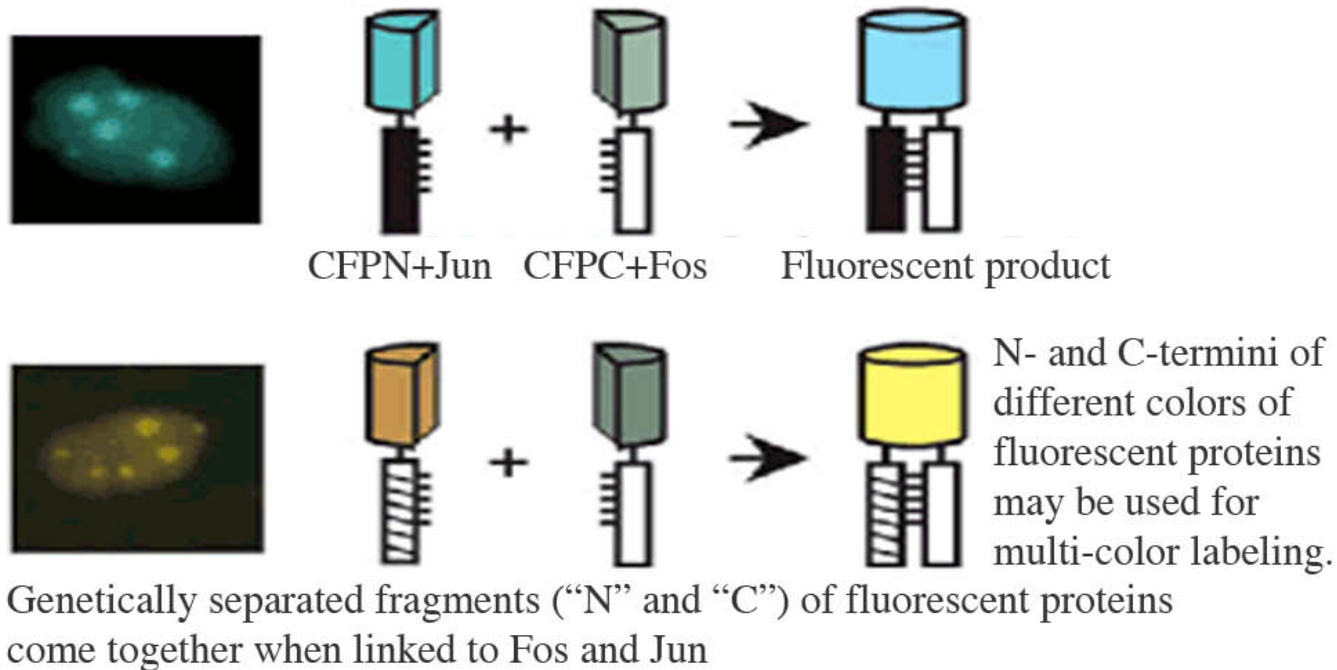 CFPN+Jun CFPC+Fos Fluorescent product
N- and C-termini of
different colors of
fluorescent proteins
may be used for
multi-color labeling.
Genetically separated fragments (“N” and “C”) of fluorescent proteins
come together when linked to Fos and Jun